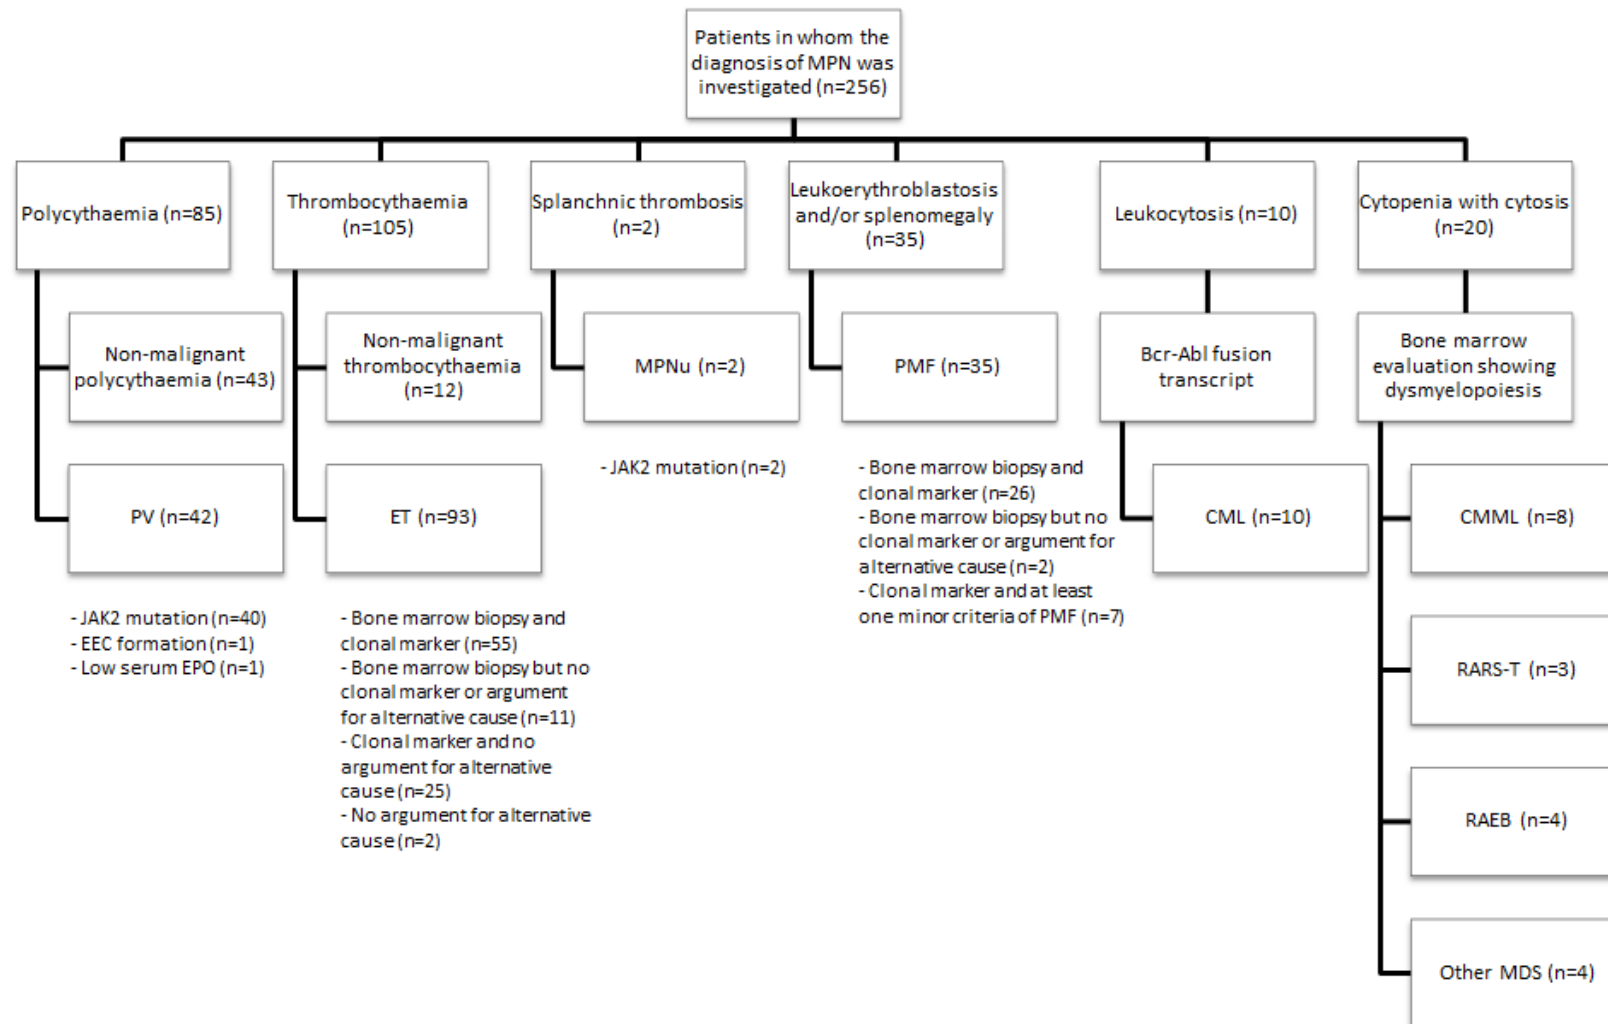 Patients in whom the
diagnosis of MPN was
investigated (n=256)
Polycythaemia (n=85)
Thrombocythaemia
(n=105)
Splanchnic thrombosis
(n=2)
Leukoerythroblastosis
and/or splenomegaly
(n=35)
Leukocytosis (n=10)
Cytopenia with cytosis
(n=20)
Non-malignant
polycythaemia (n=43)
Non-malignant
thrombocythaemia
(n=12)
MPNu (n=2)
PMF (n=35)
Bcr-Abl fusion
transcript
Bone marrow
evaluation showing
dysmyelopoiesis
PV (n=42)
ET (n=93)
- JAK2 mutation (n=2)
- Bone marrow biopsy and
clonal marker (n=26)
- Bone marrow biopsy but no
clonal marker or argument for
alternative cause (n=2)
- Clonal marker and at least
one minor criteria of PMF (n=7)
CML (n=10)
CMML (n=8)
- JAK2 mutation (n=40)
- EEC formation (n=1)
- Low serum EPO (n=1)
- Bone marrow biopsy and
clonal marker (n=55)
- Bone marrow biopsy but no
clonal marker or argument
for alternative cause (n=11)
- Clonal marker and no
argument for alternative
cause (n=25)
- No argument for alternative
cause (n=2)
RARS-T (n=3)
RAEB (n=4)
Other MDS (n=4)